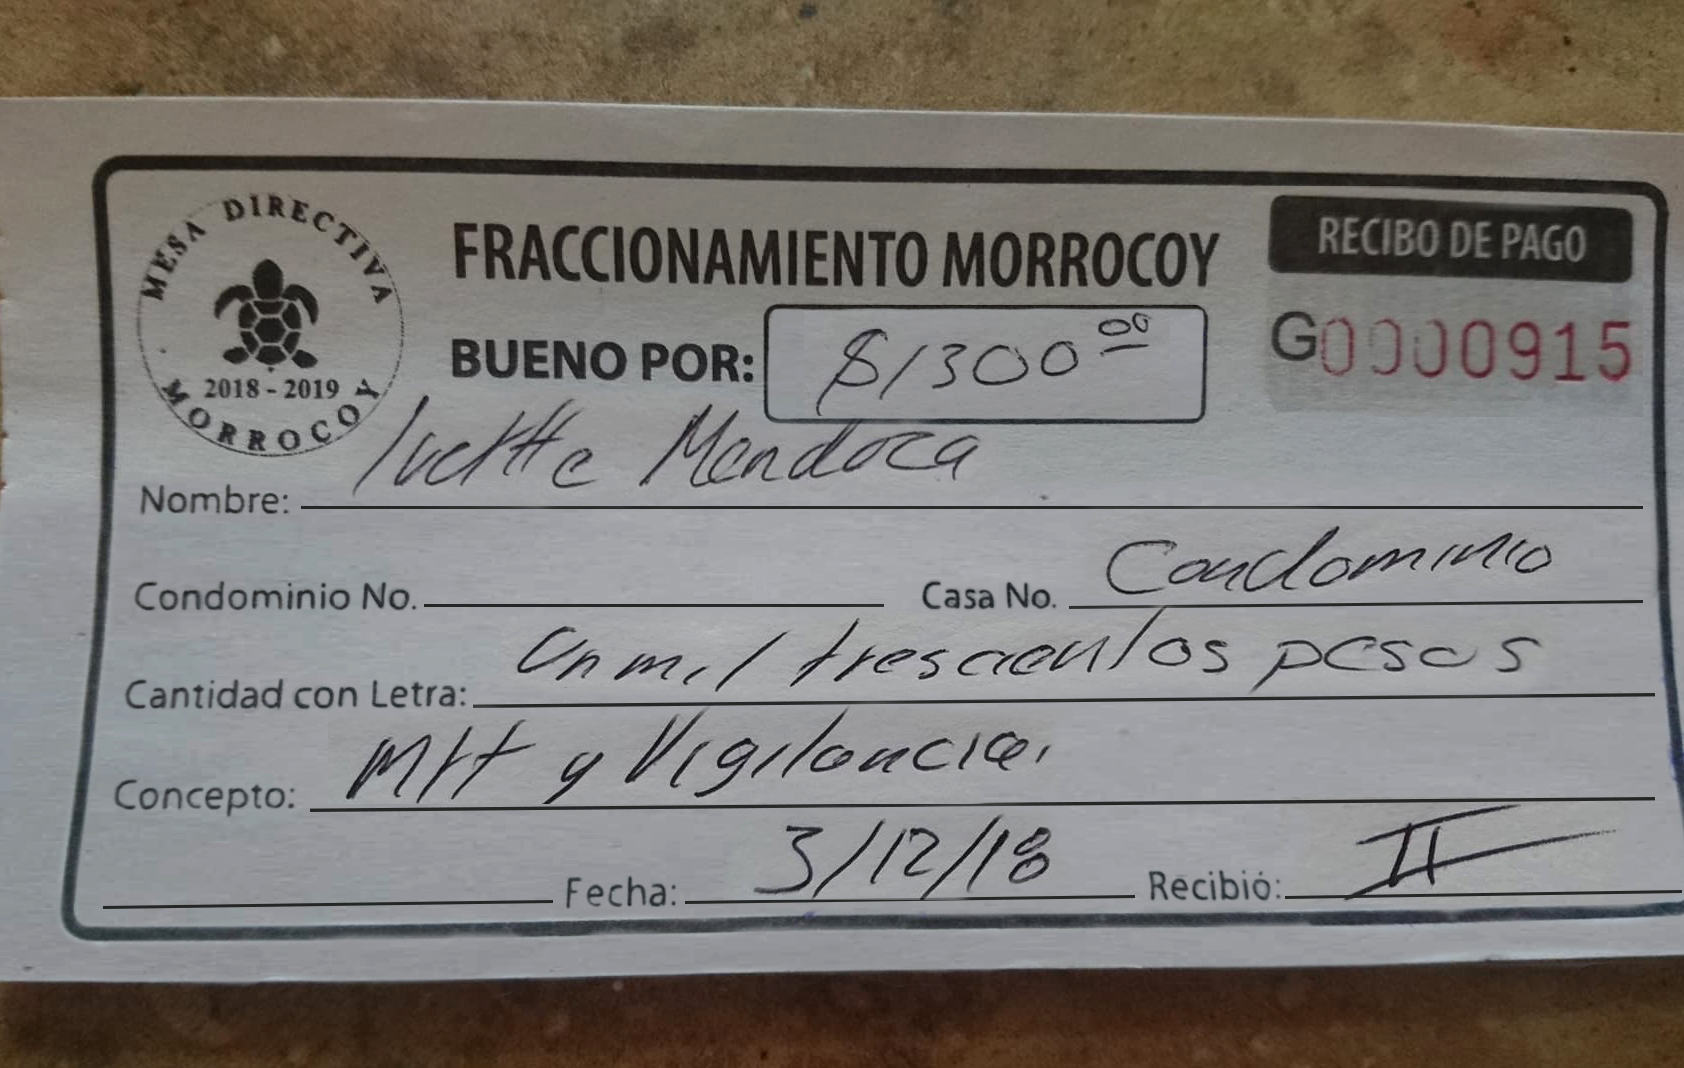 MESA DIRECTIVA
2018 - 2019
MORROCOY
FRACCIONAMIENTO MORROCOY
RECIBO DE PAGO
BUENO POR: $1300.00
G0000915
Nombre: Ivette Mendoza
Condominio No.
Casa No. Condominio
Cantidad con Letra: Un mil trescientos pesos
Concepto: Mtt y Vigilancia.
Fecha: 3/12/18 Recibió: